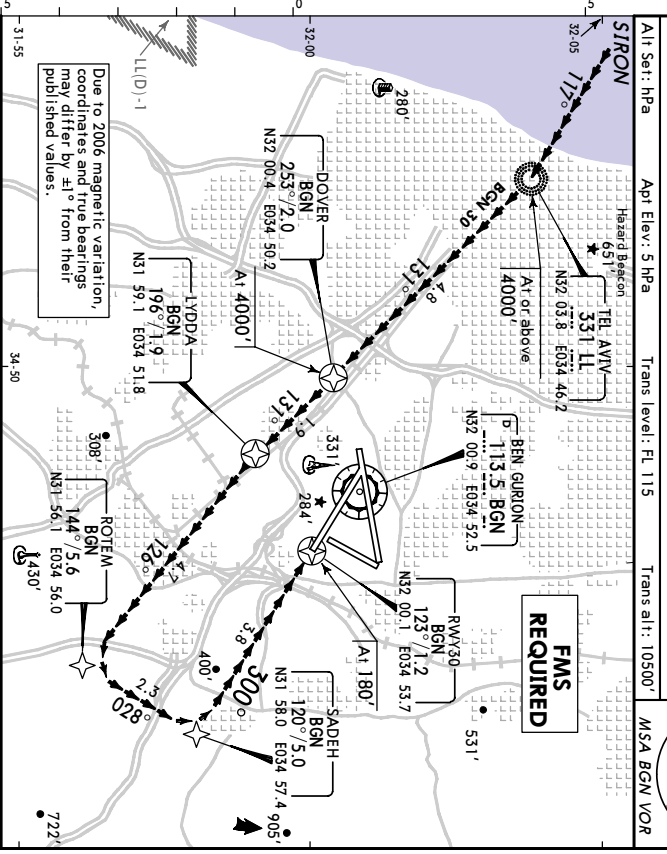 Alt Set: hPa
Apt Elev: 5 hPa
Trans level: FL 115
Trans alt: 10500'
MSA BGN VOR
5
0
5
SIRON
32-05
32-00
31-55
34-50
117°
Hazard Beacon
651'
TEL AVIV
331 LL
N32 03.8 E034 46.2
At or above
4000'
BGN 30
131°
4.8
280'
LL(D)-1
DOVER
BGN
253°/2.0
N32 00.4 E034 50.2
At 4000'
131°
1.9
LYDDA
BGN
196°/1.9
N31 59.1 E034 51.8
Due to 2006 magnetic variation,
coordinates and true bearings
may differ by ±1° from their
published values.
BEN GURION
D
113.5 BGN
N32 00.9 E034 52.5
331'
284'
RWY30
BGN
123°/1.2
N32 00.1 E034 53.7
At 180'
FMS
REQUIRED
308'
126°
4.7
ROTEM
BGN
144°/5.6
N31 56.1 E034 56.0
430'
2.3
028°
400'
3.8
300°
SADEH
BGN
120°/5.0
N31 58.0 E034 57.4
531'
905'
722'